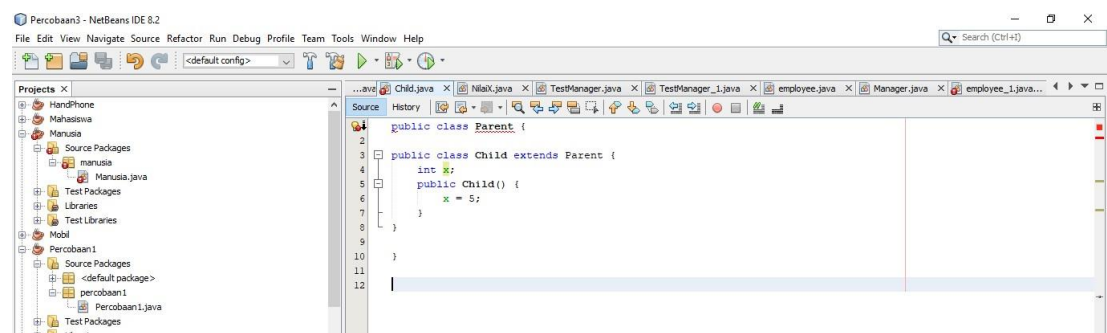 Percobaan3 - NetBeans IDE 8.2
File Edit View Navigate Source Refactor Run Debug Profile Team Tools Window Help
Search (Ctrl+I)
<default config>
Projects ×
...ava Child.java × NilaiX.java × TestManager.java × TestManager_1.java × employee.java × Manager.java × employee_1.java...
HandPhone
Mahasiswa
Manusia
Source Packages
manusia
Manusia.java
Test Packages
Libraries
Test Libraries
Mobil
Percobaan1
Source Packages
<default package>
percobaan1
Percobaan1.java
Test Packages
Source History
public class Parent {
2
3 public class Child extends Parent {
4 int x;
5 public Child() {
6 x = 5;
7 }
8 }
9
10 }
11
12